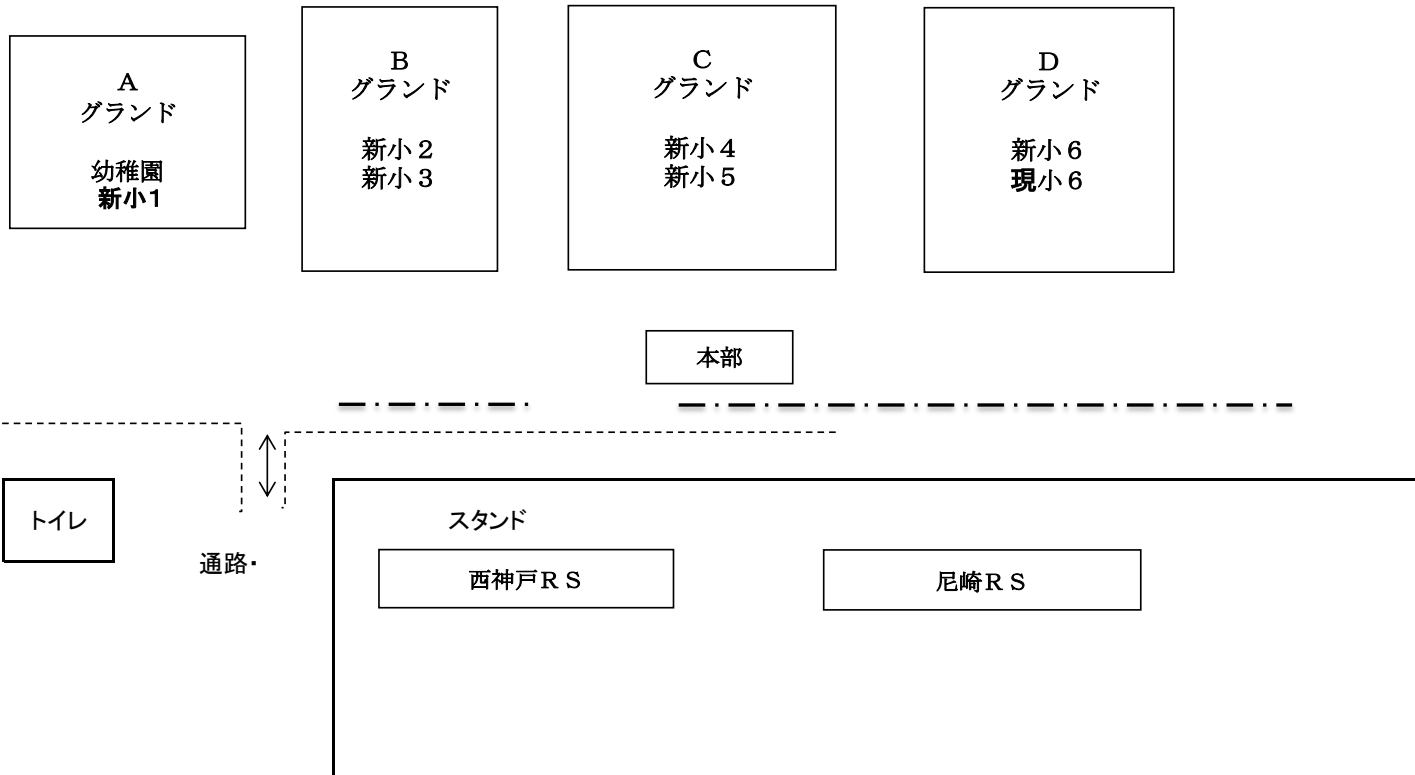 A
グランド
幼稚園
新小1
B
グランド
新小２
新小３
C
グランド
新小４
新小５
D
グランド
新小６
現小６
本部
トイレ
通路・
スタンド
西神戸ＲＳ
尼崎ＲＳ